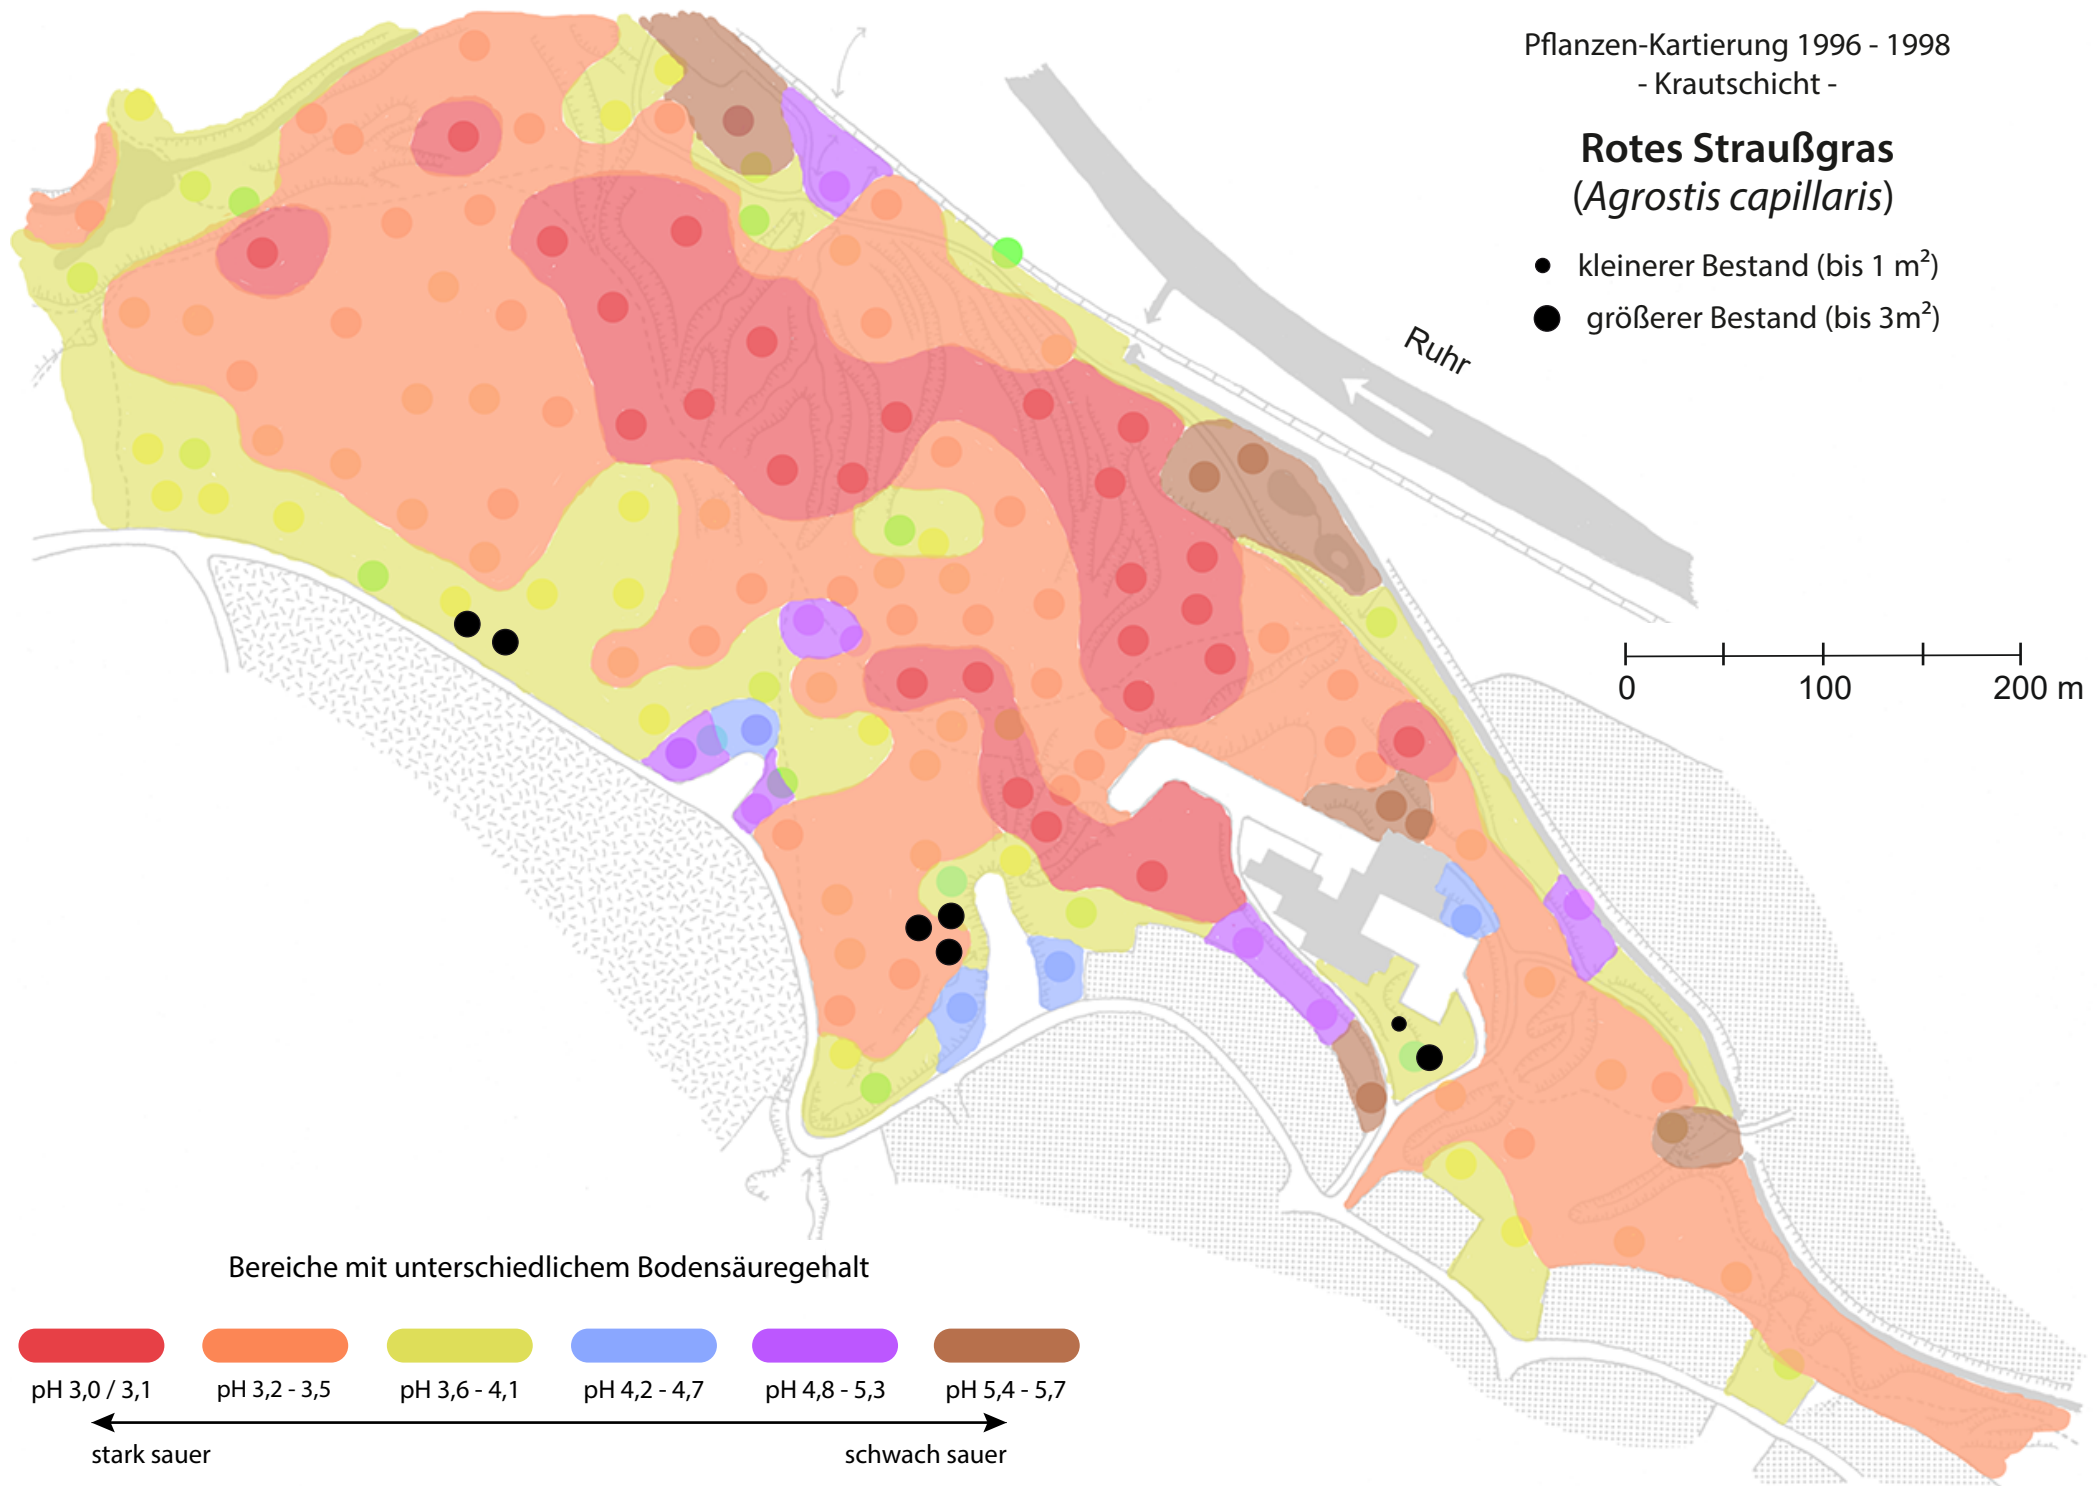 Pflanzen-Kartierung 1996 - 1998
- Krautschicht -
Rotes Straußgras
(Agrostis capillaris)
kleinerer Bestand (bis 1 m²)
größerer Bestand (bis 3m²)
Ruhr
0 100 200 m
Bereiche mit unterschiedlichem Bodensäuregehalt
pH 3,0 / 3,1 pH 3,2 - 3,5 pH 3,6 - 4,1 pH 4,2 - 4,7 pH 4,8 - 5,3 pH 5,4 - 5,7
stark sauer schwach sauer